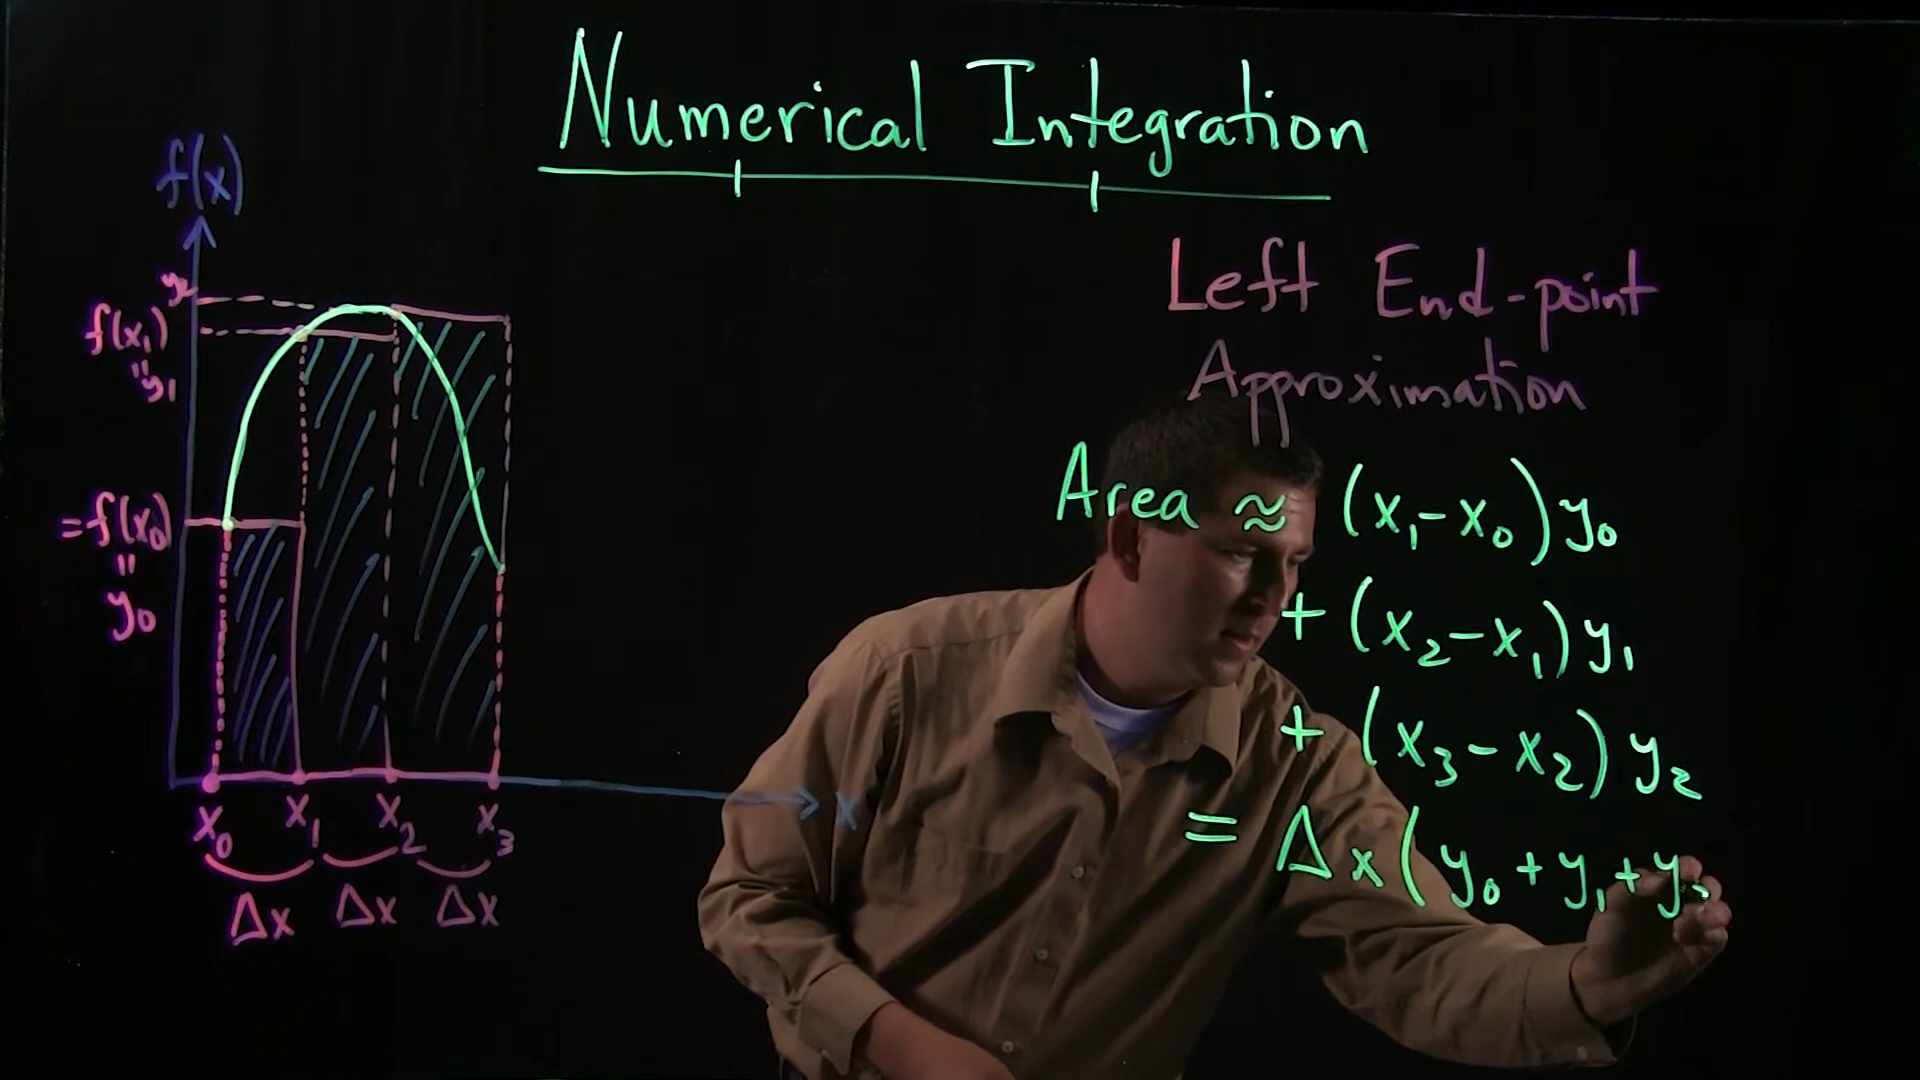 Numerical Integration
f(x)
y₂
f(x₁)
"
y₁
=f(x₀)
"
y₀
x₀ x₁ x₂ x₃
Δx Δx Δx
x
Left End-point
Approximation
Area ≈ (x₁-x₀)y₀
+ (x₂-x₁)y₁
+ (x₃-x₂)y₂
= Δx(y₀+y₁+y₂